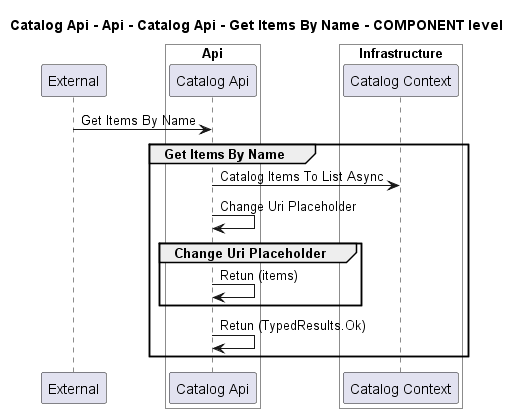 Catalog Api - Api - Catalog Api - Get Items By Name - COMPONENT level
Api
Infrastructure
External
Catalog Api
Catalog Context
Get Items By Name
Get Items By Name
Catalog Items To List Async
Change Uri Placeholder
Change Uri Placeholder
Retun (items)
Retun (TypedResults.Ok)
External
Catalog Api
Catalog Context